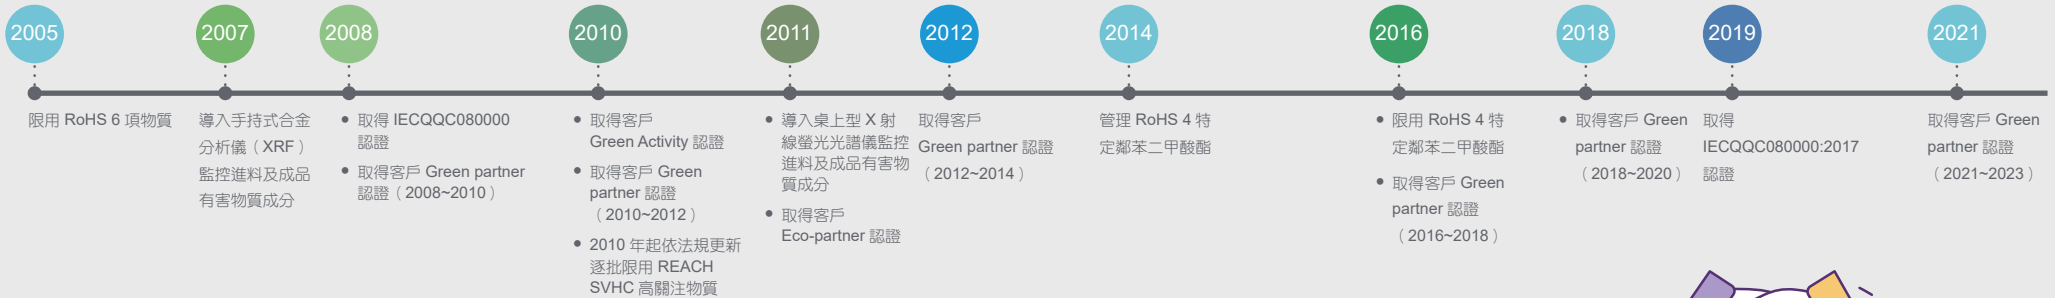 2005
限用 RoHS 6 項物質
2007
導入手持式合金
分析儀（XRF）
監控進料及成品
有害物質成分
2008
• 取得 IECQQC080000
認證
• 取得客戶 Green partner
認證（2008~2010）
2010
• 取得客戶
Green Activity 認證
• 取得客戶 Green
partner 認證
（2010~2012）
• 2010 年起依法規更新
逐批限用 REACH
SVHC 高關注物質
2011
• 導入桌上型 X 射
線螢光光譜儀監控
進料及成品有害物
質成分
• 取得客戶
Eco-partner 認證
2012
取得客戶
Green partner 認證
（2012~2014）
2014
管理 RoHS 4 特
定鄰苯二甲酸酯
2016
• 限用 RoHS 4 特
定鄰苯二甲酸酯
• 取得客戶 Green
partner 認證
（2016~2018）
2018
• 取得客戶 Green
partner 認證
（2018~2020）
2019
取得
IECQQC080000:2017
認證
2021
取得客戶 Green
partner 認證
（2021~2023）